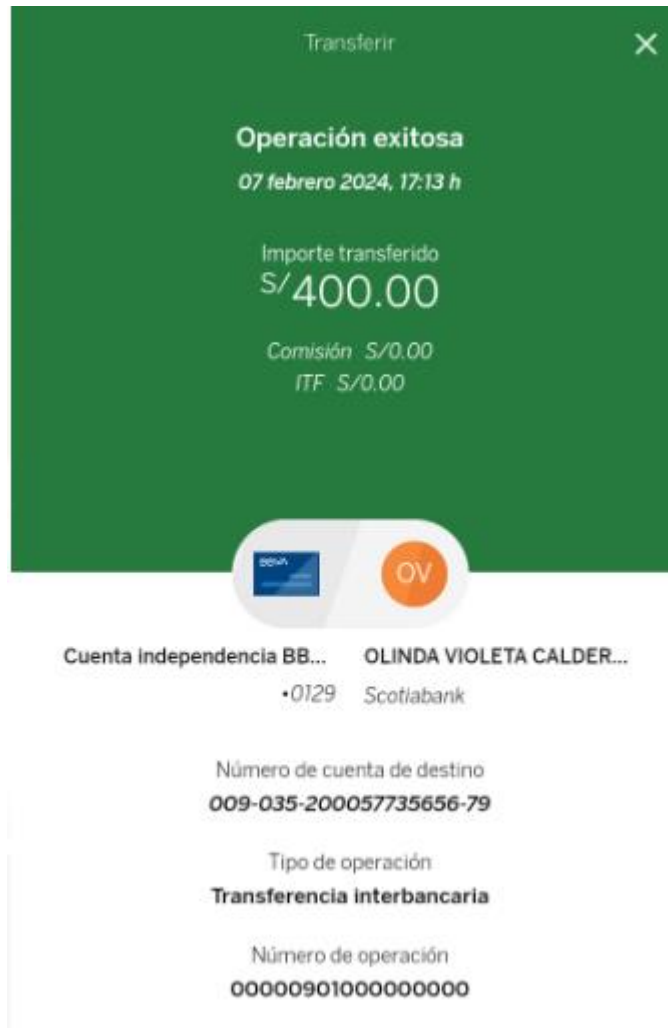 Transferir
Operación exitosa
07 febrero 2024, 17:13 h
Importe transferido
S/400.00
Comisión S/0.00
ITF S/0.00
BBVA
OV
Cuenta independencia BB... OLINDA VIOLETA CALDER...
•0129 Scotiabank
Número de cuenta de destino
009-035-200057735656-79
Tipo de operación
Transferencia interbancaria
Número de operación
00000901000000000